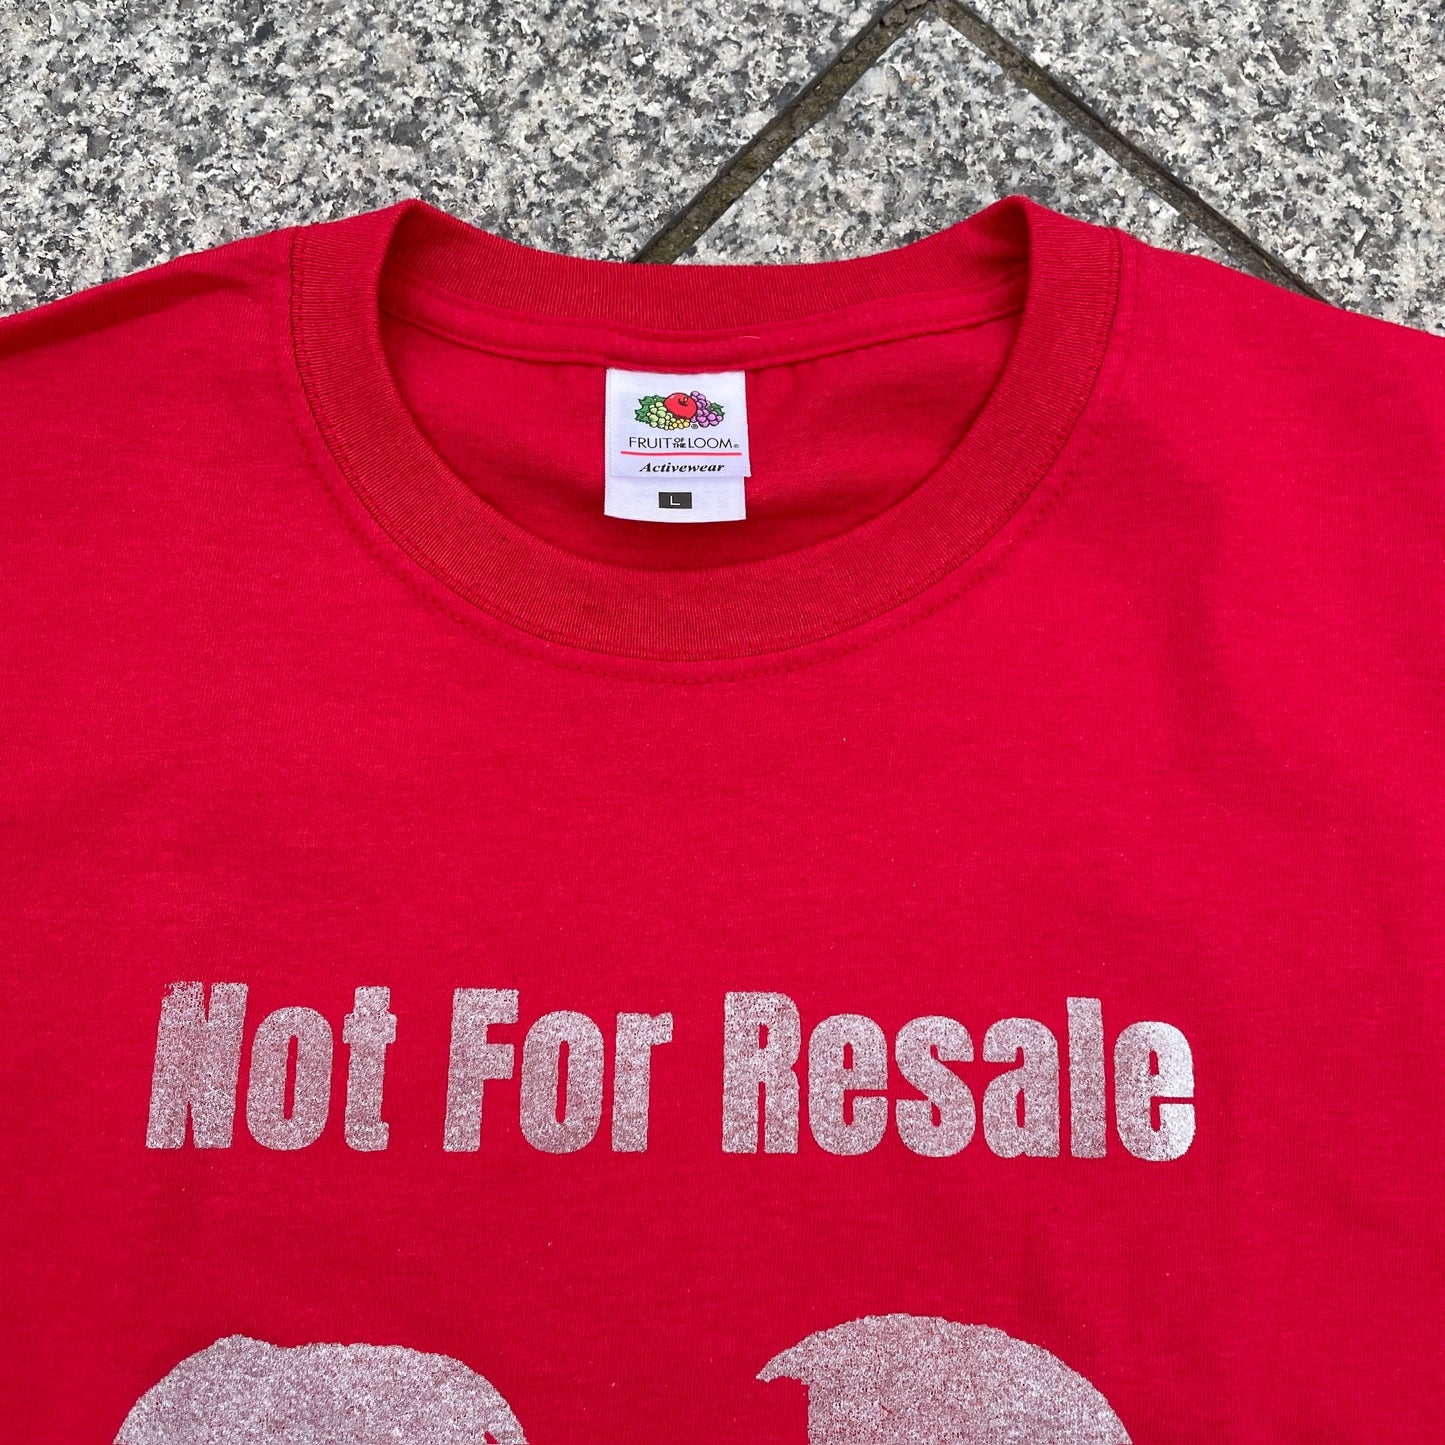 FRUIT OF THE LOOM®
Activewear
L
Not For Resale